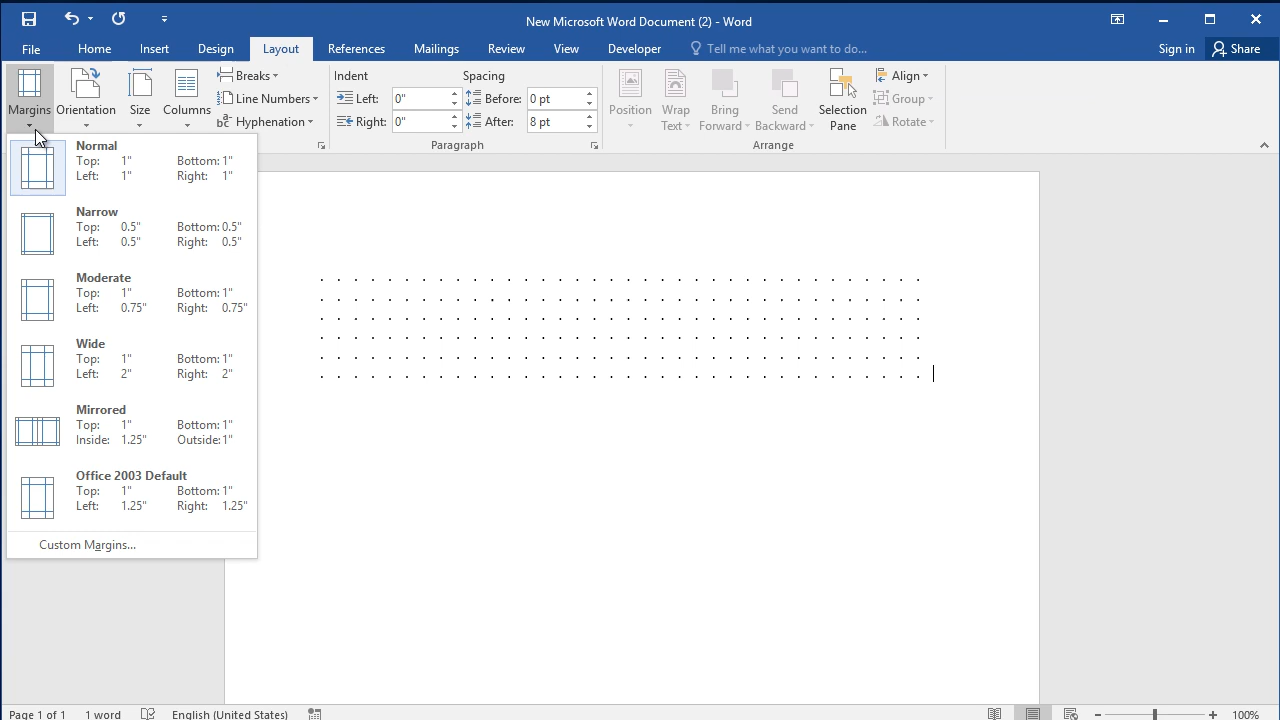 New Microsoft Word Document (2) - Word
File Home Insert Design Layout References Mailings Review View Developer Tell me what you want to do... Sign in Share
Margins Orientation Size Columns
Breaks
Line Numbers
Hyphenation
Indent
Left: 0"
Right: 0"
Spacing
Before: 0 pt
After: 8 pt
Paragraph
Position
Wrap
Text
Bring
Forward
Send
Backward
Selection
Pane
Align
Group
Rotate
Arrange
Normal
Top: 1" Bottom: 1"
Left: 1" Right: 1"
Narrow
Top: 0.5" Bottom: 0.5"
Left: 0.5" Right: 0.5"
Moderate
Top: 1" Bottom: 1"
Left: 0.75" Right: 0.75"
Wide
Top: 1" Bottom: 1"
Left: 2" Right: 2"
Mirrored
Top: 1" Bottom: 1"
Inside: 1.25" Outside: 1"
Office 2003 Default
Top: 1" Bottom: 1"
Left: 1.25" Right: 1.25"
Custom Margins...
Page 1 of 1 1 word English (United States) 100%